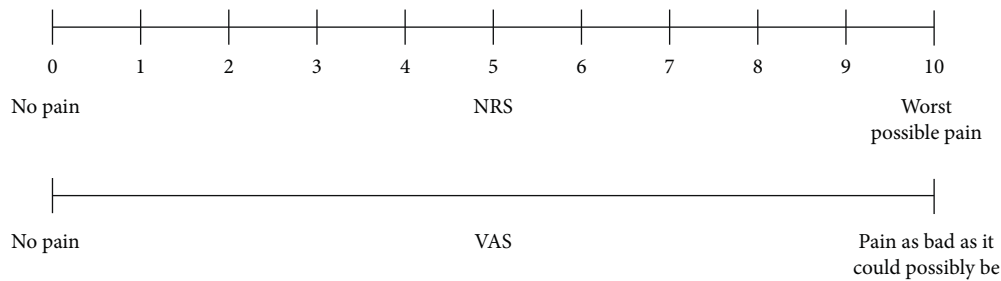 0 1 2 3 4 5 6 7 8 9 10
No pain NRS Worst
possible pain
No pain VAS Pain as bad as it
could possibly be